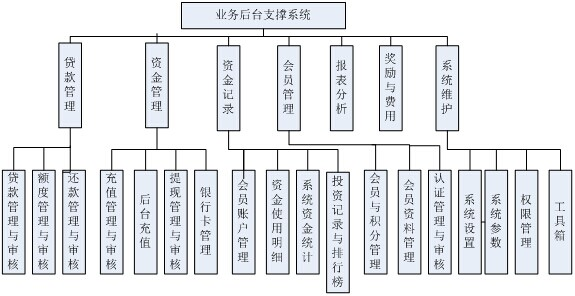 业务后台支撑系统
贷款管理
资金管理
资金记录
会员管理
报表分析
奖励与费用
系统维护
贷款管理与审核
额度管理与审核
还款管理与审核
充值管理与审核
后台充值
提现管理与审核
银行卡管理
会员账户管理
资金使用明细
系统资金统计
投资记录与排行榜
会员与积分管理
会员资料管理
认证管理与审核
系统设置
系统参数
权限管理
工具箱